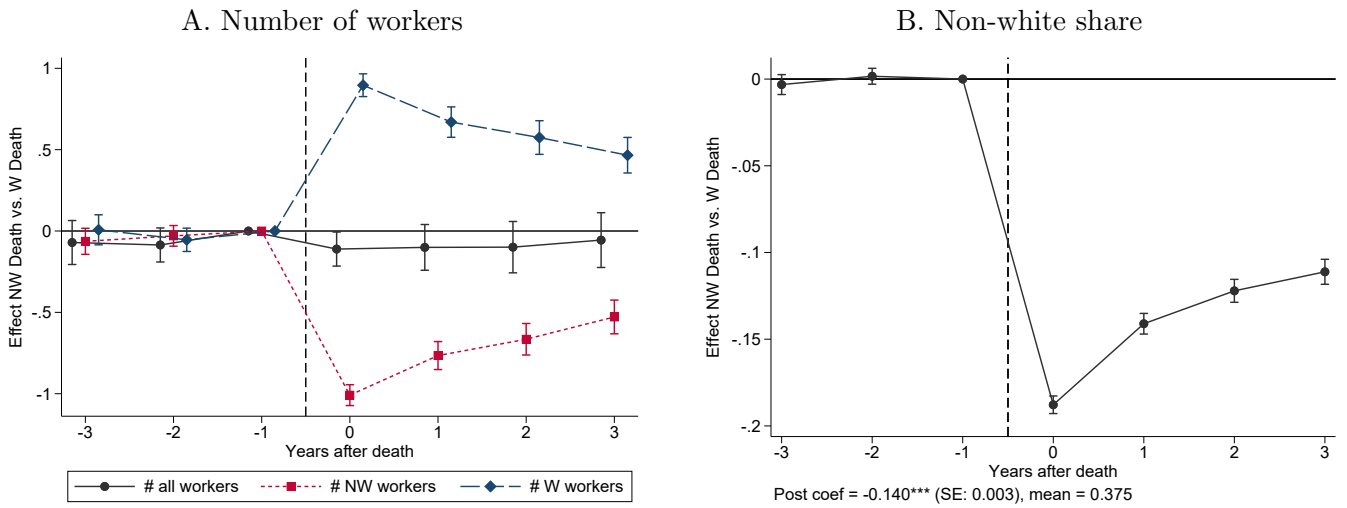 A. Number of workers
Effect NW Death vs. W Death
1
.5
0
-.5
-1
-3 -2 -1 0 1 2 3
Years after death
# all workers # NW workers # W workers
B. Non-white share
Effect NW Death vs. W Death
0
-.05
-.1
-.15
-.2
-3 -2 -1 0 1 2 3
Years after death
Post coef = -0.140*** (SE: 0.003), mean = 0.375